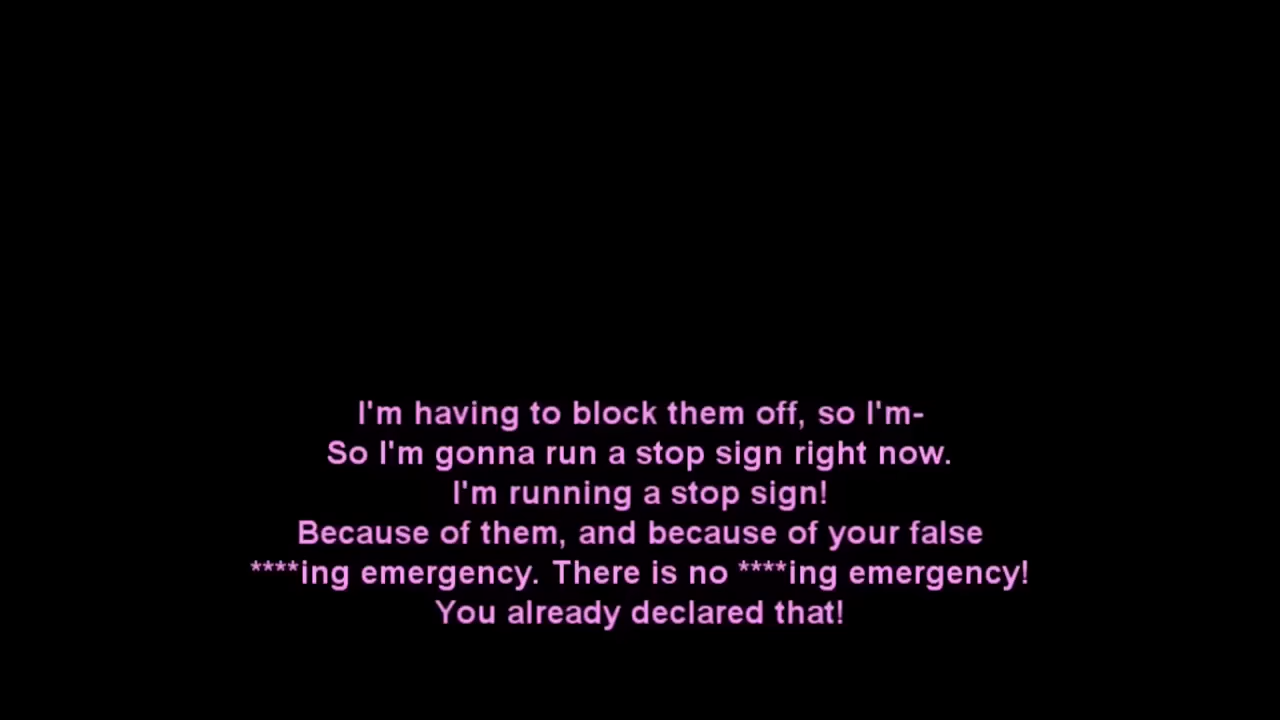 I'm having to block them off, so I'm-
So I'm gonna run a stop sign right now.
I'm running a stop sign!
Because of them, and because of your false
****ing emergency. There is no ****ing emergency!
You already declared that!